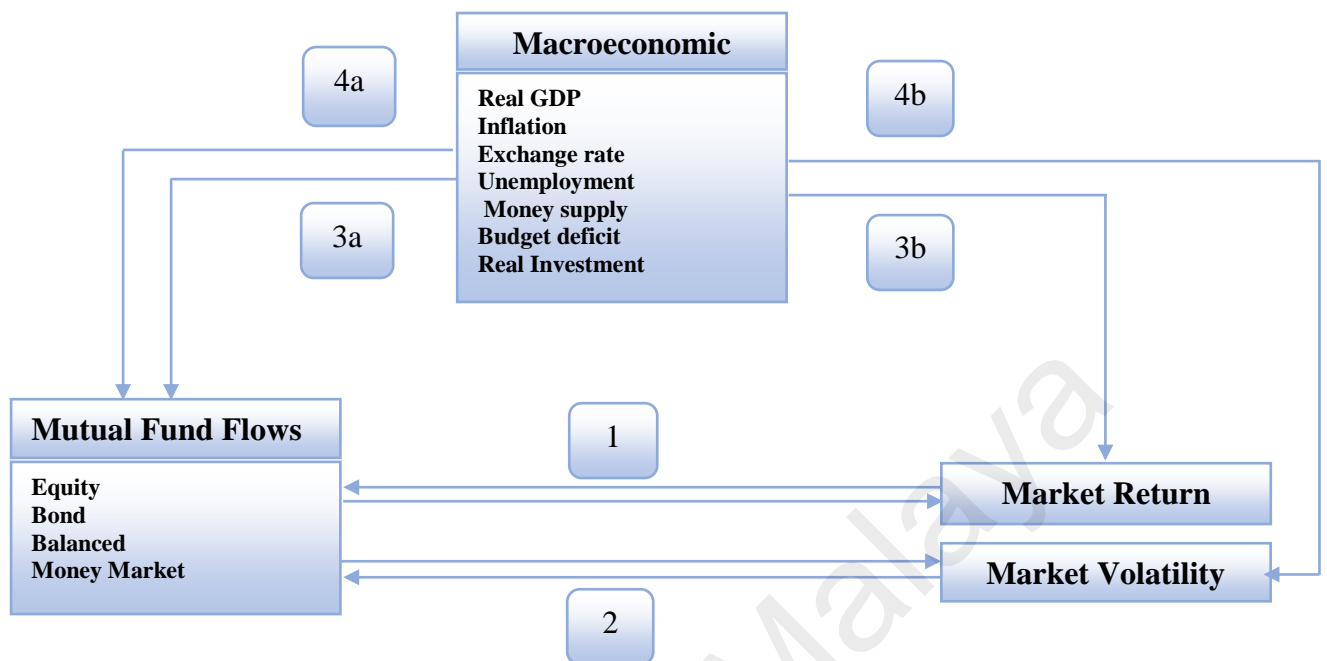 Macroeconomic
4a
4b
Real GDP
Inflation
Exchange rate
Unemployment
Money supply
Budget deficit
Real Investment
3a
3b
Mutual Fund Flows
1
Equity
Bond
Balanced
Money Market
Market Return
Market Volatility
2
Malaya